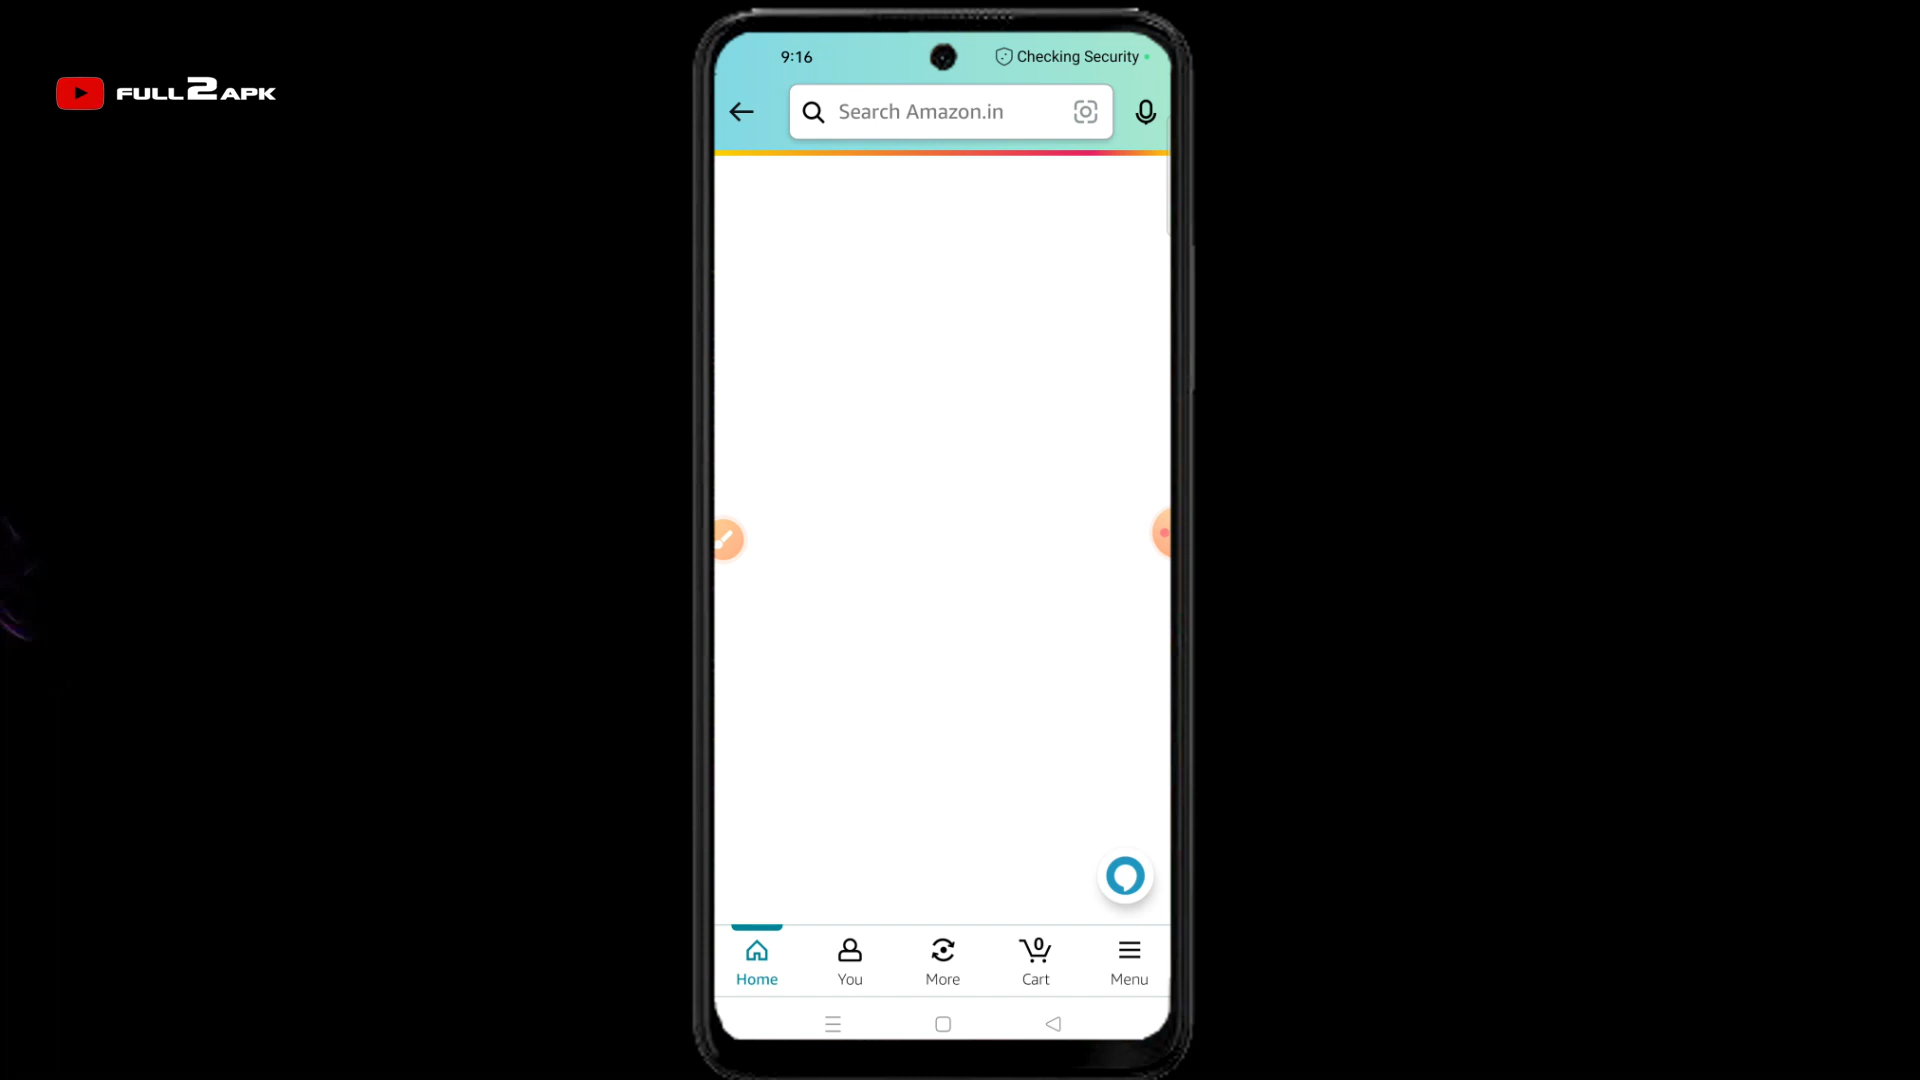 FULL2APK
9:16
Checking Security
Search Amazon.in
0
Home
You
More
Cart
Menu